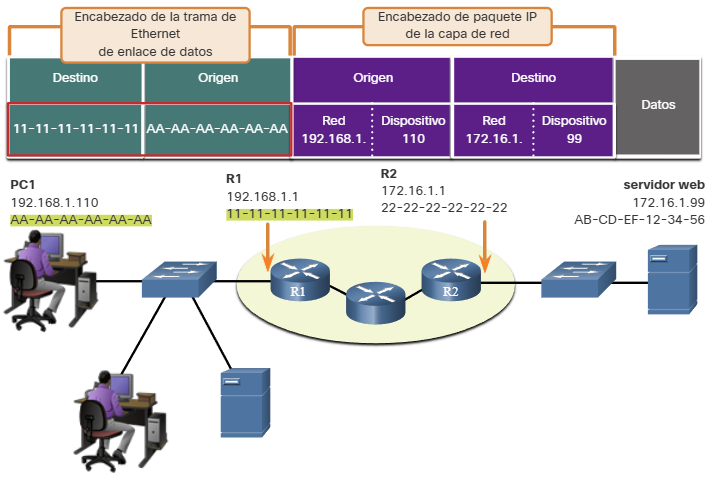 Encabezado de la trama de
Ethernet
de enlace de datos
Encabezado de paquete IP
de la capa de red
Destino
Origen
Origen
Destino
Datos
11-11-11-11-11-11
AA-AA-AA-AA-AA-AA
Red
192.168.1.
Dispositivo
110
Red
172.16.1.
Dispositivo
99
PC1
192.168.1.110
AA-AA-AA-AA-AA-AA
R1
192.168.1.1
11-11-11-11-11-11
R2
172.16.1.1
22-22-22-22-22-22
servidor web
172.16.1.99
AB-CD-EF-12-34-56
R1
R2